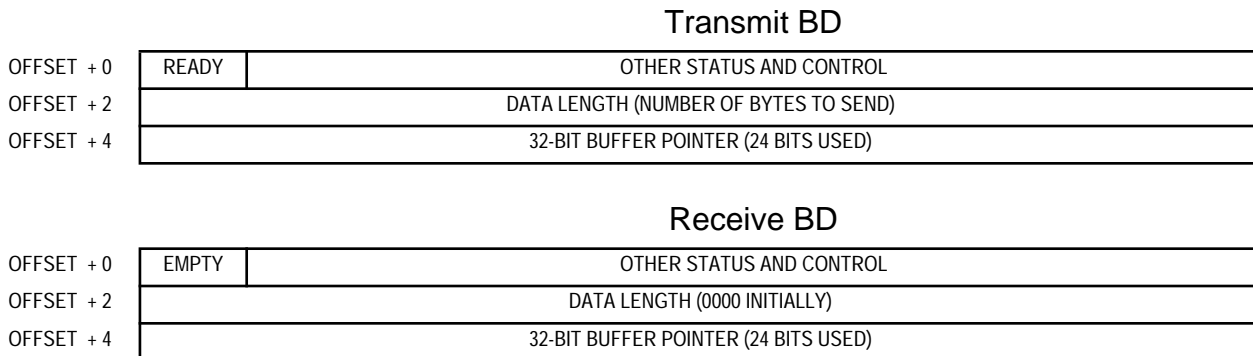 Transmit BD
OFFSET + 0 READY OTHER STATUS AND CONTROL
OFFSET + 2 DATA LENGTH (NUMBER OF BYTES TO SEND)
OFFSET + 4 32-BIT BUFFER POINTER (24 BITS USED)
Receive BD
OFFSET + 0 EMPTY OTHER STATUS AND CONTROL
OFFSET + 2 DATA LENGTH (0000 INITIALLY)
OFFSET + 4 32-BIT BUFFER POINTER (24 BITS USED)